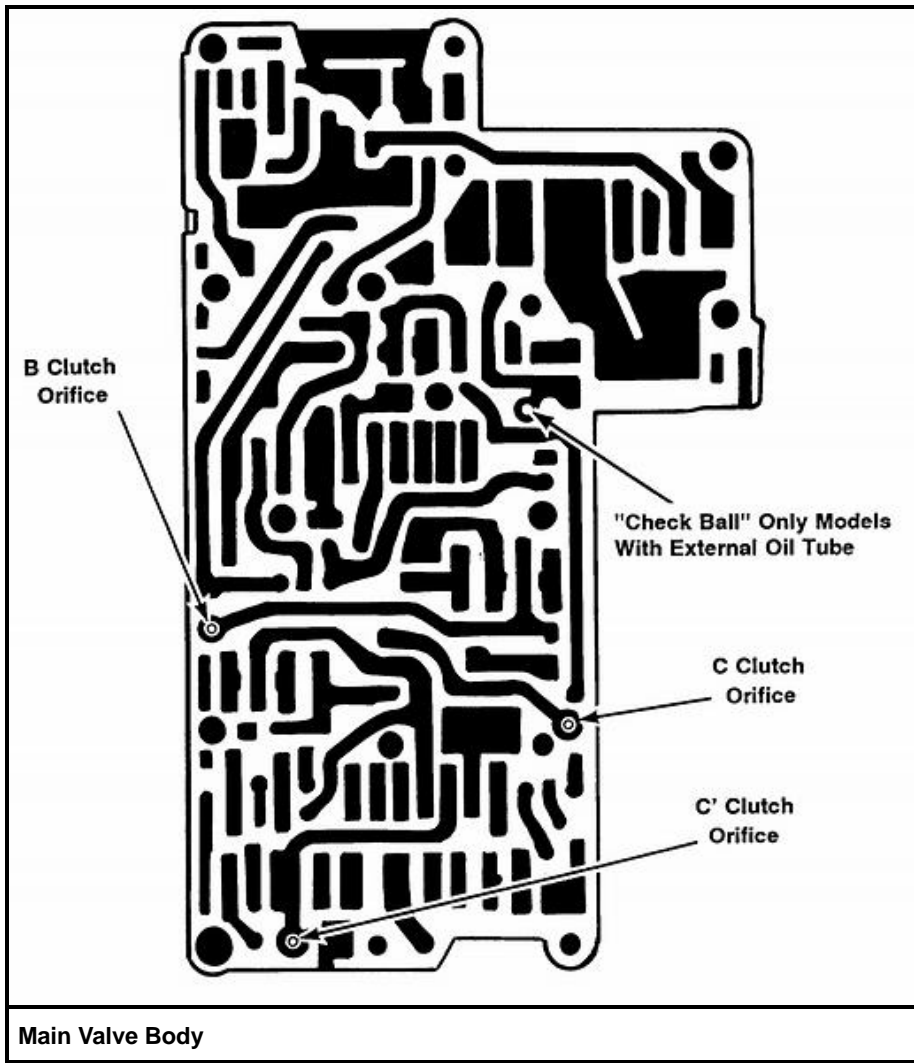 B Clutch
Orifice
"Check Ball" Only Models
With External Oil Tube
C Clutch
Orifice
C' Clutch
Orifice
Main Valve Body